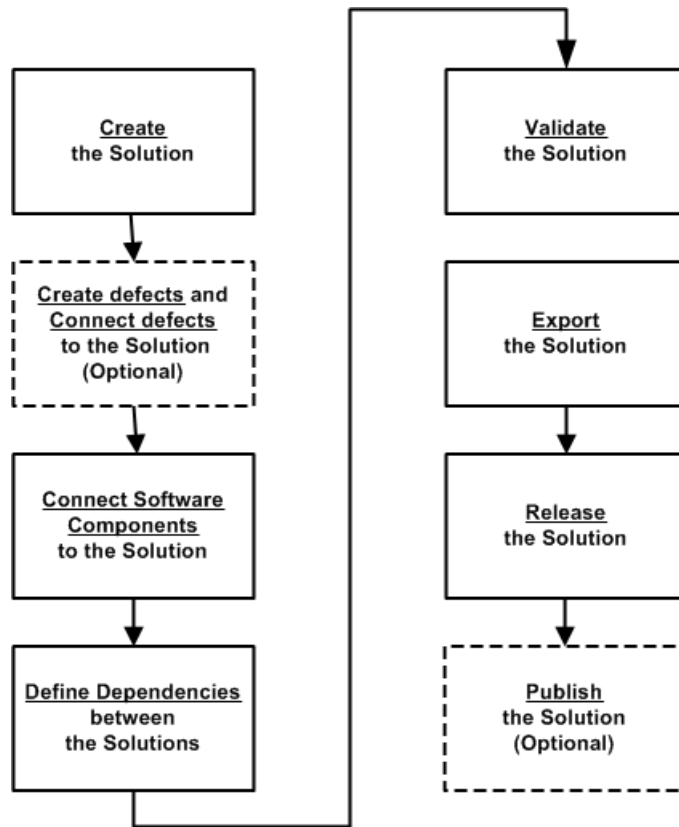 Create
the Solution
Create defects and
Connect defects
to the Solution
(Optional)
Connect Software
Components
to the Solution
Define Dependencies
between
the Solutions
Validate
the Solution
Export
the Solution
Release
the Solution
Publish
the Solution
(Optional)